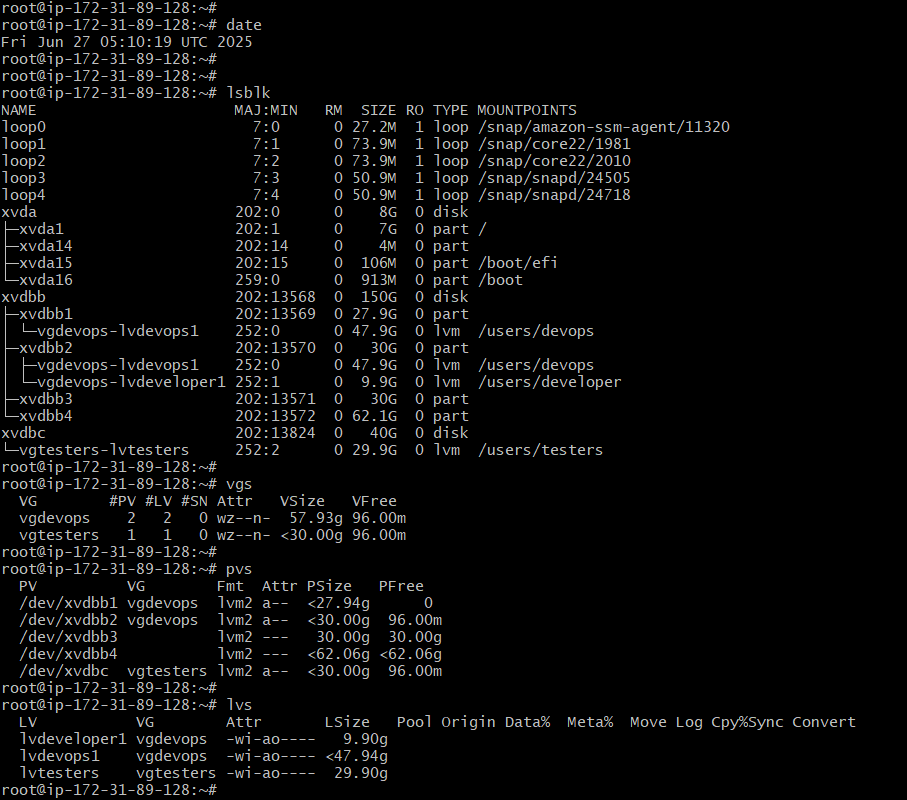 root@ip-172-31-89-128:~#
root@ip-172-31-89-128:~# date
Fri Jun 27 05:10:19 UTC 2025
root@ip-172-31-89-128:~#
root@ip-172-31-89-128:~#
root@ip-172-31-89-128:~# lsblk
NAME                      MAJ:MIN   RM  SIZE RO TYPE MOUNTPOINTS
loop0                       7:0      0 27.2M  1 loop /snap/amazon-ssm-agent/11320
loop1                       7:1      0 73.9M  1 loop /snap/core22/1981
loop2                       7:2      0 73.9M  1 loop /snap/core22/2010
loop3                       7:3      0 50.9M  1 loop /snap/snapd/24505
loop4                       7:4      0 50.9M  1 loop /snap/snapd/24718
xvda                      202:0      0    8G  0 disk
├─xvda1                   202:1      0    7G  0 part /
├─xvda14                  202:14     0    4M  0 part
├─xvda15                  202:15     0  106M  0 part /boot/efi
└─xvda16                  259:0      0  913M  0 part /boot
xvdbb                     202:13568  0  150G  0 disk
├─xvdbb1                  202:13569  0 27.9G  0 part
│ └─vgdevops-lvdevops1    252:0      0 47.9G  0 lvm  /users/devops
├─xvdbb2                  202:13570  0   30G  0 part
│ ├─vgdevops-lvdevops1    252:0      0 47.9G  0 lvm  /users/devops
│ └─vgdevops-lvdeveloper1 252:1      0  9.9G  0 lvm  /users/developer
├─xvdbb3                  202:13571  0   30G  0 part
└─xvdbb4                  202:13572  0 62.1G  0 part
xvdbc                     202:13824  0   40G  0 disk
└─vgtesters-lvtesters     252:2      0 29.9G  0 lvm  /users/testers
root@ip-172-31-89-128:~#
root@ip-172-31-89-128:~# vgs
  VG        #PV #LV #SN Attr   VSize   VFree
  vgdevops    2   2   0 wz--n-  57.93g 96.00m
  vgtesters   1   1   0 wz--n- <30.00g 96.00m
root@ip-172-31-89-128:~#
root@ip-172-31-89-128:~# pvs
  PV          VG        Fmt  Attr PSize   PFree
  /dev/xvdbb1 vgdevops  lvm2 a--  <27.94g      0
  /dev/xvdbb2 vgdevops  lvm2 a--  <30.00g  96.00m
  /dev/xvdbb3           lvm2 ---   30.00g  30.00g
  /dev/xvdbb4           lvm2 ---  <62.06g <62.06g
  /dev/xvdbc  vgtesters lvm2 a--  <30.00g  96.00m
root@ip-172-31-89-128:~#
root@ip-172-31-89-128:~# lvs
  LV           VG        Attr       LSize   Pool Origin Data%  Meta%  Move Log Cpy%Sync Convert
  lvdeveloper1 vgdevops  -wi-ao----   9.90g
  lvdevops1    vgdevops  -wi-ao---- <47.94g
  lvtesters    vgtesters -wi-ao----  29.90g
root@ip-172-31-89-128:~#